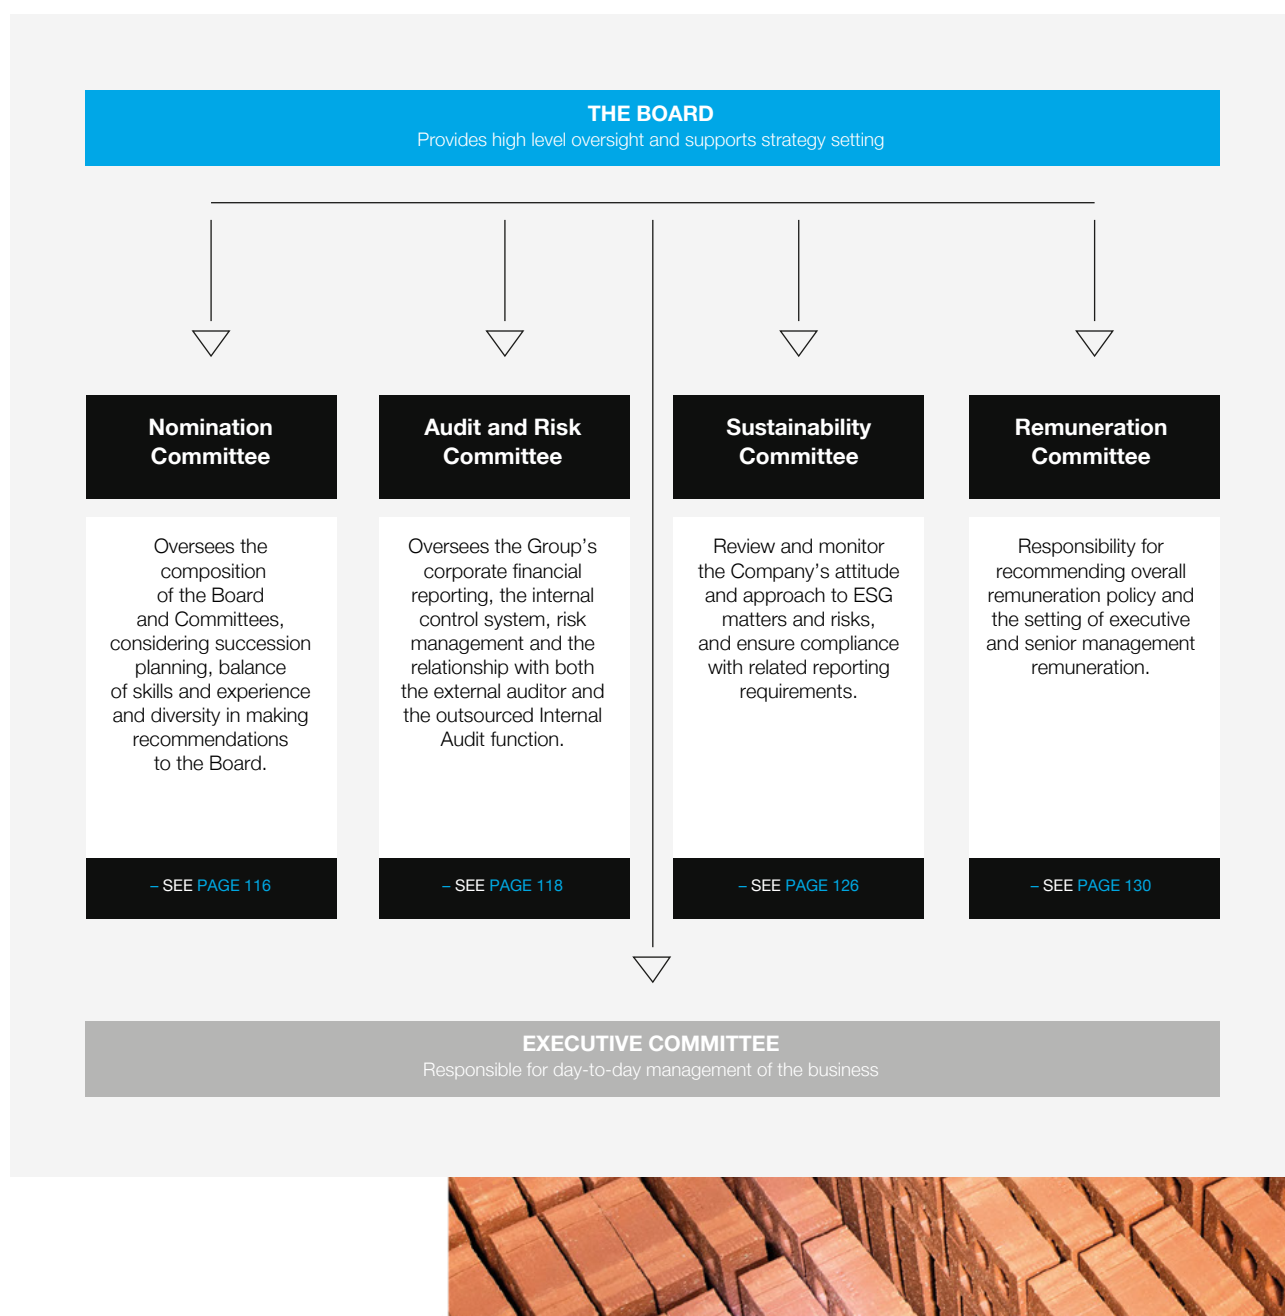 THE BOARD
Provides high level oversight and supports strategy setting
Nomination
Committee
Oversees the
composition
of the Board
and Committees,
considering succession
planning, balance
of skills and experience
and diversity in making
recommendations
to the Board.
– SEE PAGE 116
Audit and Risk
Committee
Oversees the Group’s
corporate financial
reporting, the internal
control system, risk
management and the
relationship with both
the external auditor and
the outsourced Internal
Audit function.
– SEE PAGE 118
Sustainability
Committee
Review and monitor
the Company’s attitude
and approach to ESG
matters and risks,
and ensure compliance
with related reporting
requirements.
– SEE PAGE 126
Remuneration
Committee
Responsibility for
recommending overall
remuneration policy and
the setting of executive
and senior management
remuneration.
– SEE PAGE 130
EXECUTIVE COMMITTEE
Responsible for day-to-day management of the business